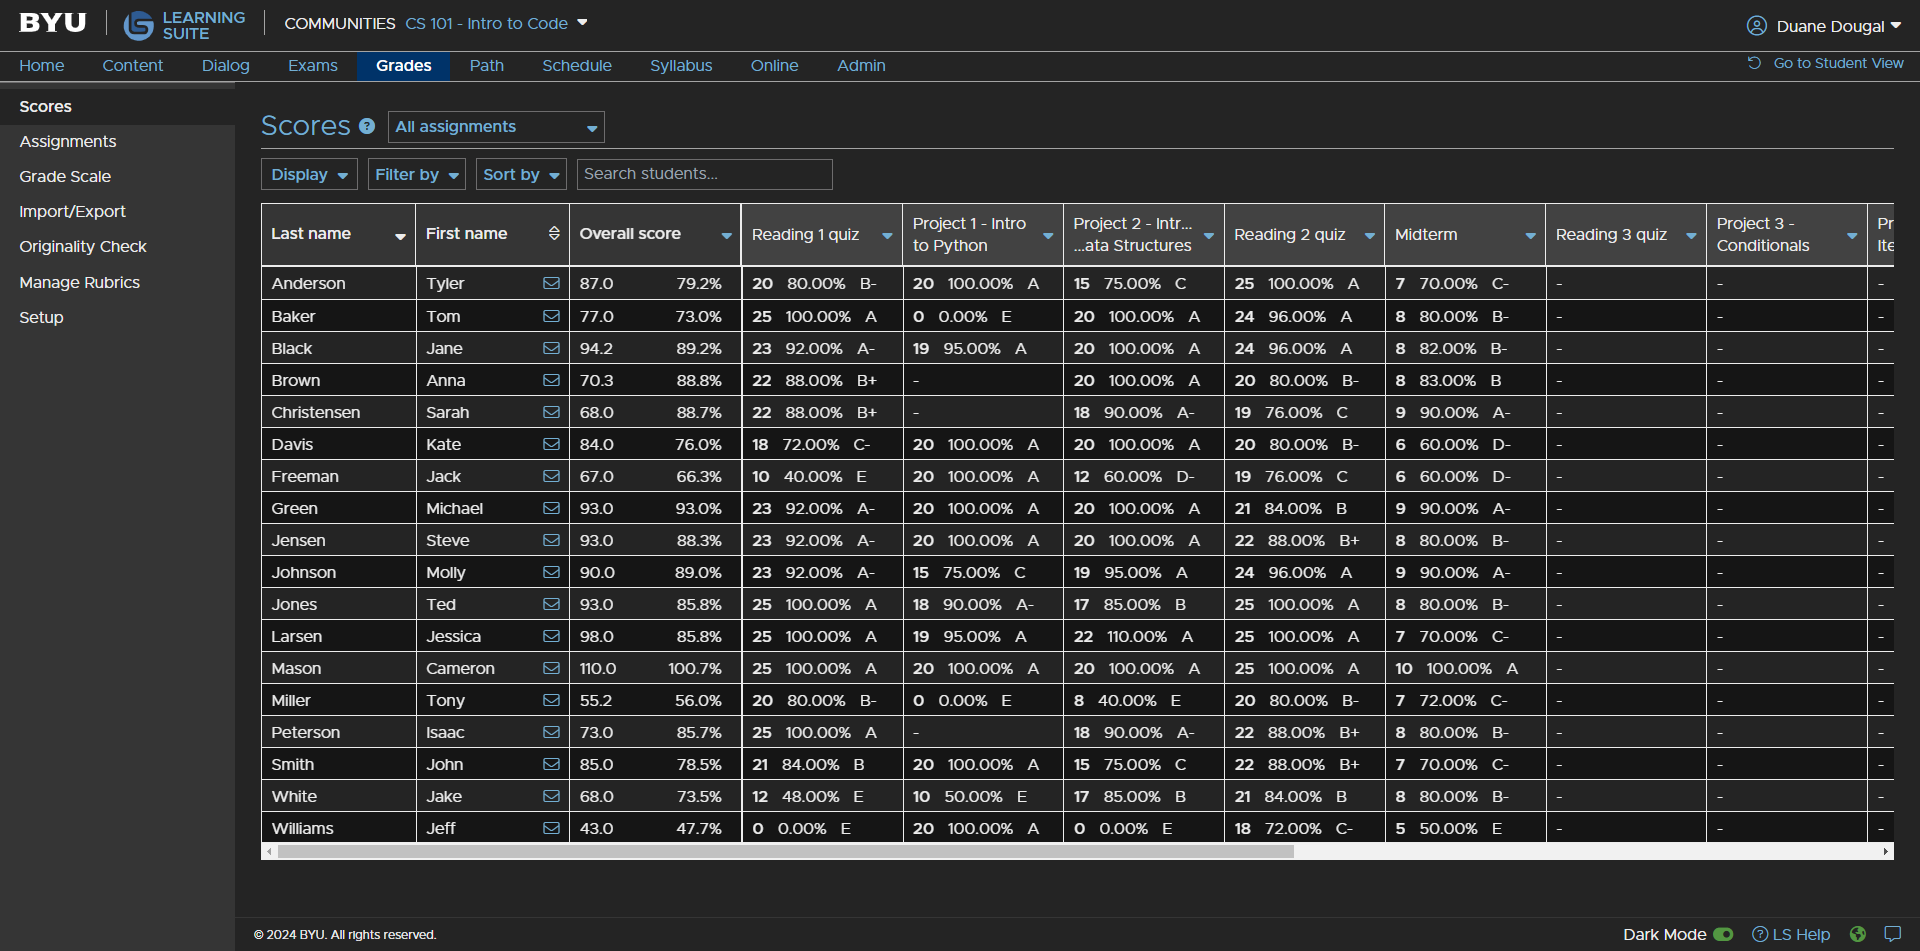 BYU LEARNING SUITE COMMUNITIES CS 101 - Intro to Code Duane Dougal
Home Content Dialog Exams Grades Path Schedule Syllabus Online Admin Go to Student View
Scores
Assignments
Grade Scale
Import/Export
Originality Check
Manage Rubrics
Setup
Scores ? All assignments
Display Filter by Sort by Search students...
Last name First name Overall score Reading 1 quiz Project 1 - Intro to Python Project 2 - Intr... ...ata Structures Reading 2 quiz Midterm Reading 3 quiz Project 3 - Conditionals Pr Ite
Anderson Tyler 87.0 79.2% 20 80.00% B- 20 100.00% A 15 75.00% C 25 100.00% A 7 70.00% C- - - -
Baker Tom 77.0 73.0% 25 100.00% A 0 0.00% E 20 100.00% A 24 96.00% A 8 80.00% B- - - -
Black Jane 94.2 89.2% 23 92.00% A- 19 95.00% A 20 100.00% A 24 96.00% A 8 82.00% B- - - -
Brown Anna 70.3 88.8% 22 88.00% B+ - 20 100.00% A 20 80.00% B- 8 83.00% B - - -
Christensen Sarah 68.0 88.7% 22 88.00% B+ - 18 90.00% A- 19 76.00% C 9 90.00% A- - - -
Davis Kate 84.0 76.0% 18 72.00% C- 20 100.00% A 20 100.00% A 20 80.00% B- 6 60.00% D- - - -
Freeman Jack 67.0 66.3% 10 40.00% E 20 100.00% A 12 60.00% D- 19 76.00% C 6 60.00% D- - - -
Green Michael 93.0 93.0% 23 92.00% A- 20 100.00% A 20 100.00% A 21 84.00% B 9 90.00% A- - - -
Jensen Steve 93.0 88.3% 23 92.00% A- 20 100.00% A 20 100.00% A 22 88.00% B+ 8 80.00% B- - - -
Johnson Molly 90.0 89.0% 23 92.00% A- 15 75.00% C 19 95.00% A 24 96.00% A 9 90.00% A- - - -
Jones Ted 93.0 85.8% 25 100.00% A 18 90.00% A- 17 85.00% B 25 100.00% A 8 80.00% B- - - -
Larsen Jessica 98.0 85.8% 25 100.00% A 19 95.00% A 22 110.00% A 25 100.00% A 7 70.00% C- - - -
Mason Cameron 110.0 100.7% 25 100.00% A 20 100.00% A 20 100.00% A 25 100.00% A 10 100.00% A - - -
Miller Tony 55.2 56.0% 20 80.00% B- 0 0.00% E 8 40.00% E 20 80.00% B- 7 72.00% C- - - -
Peterson Isaac 73.0 85.7% 25 100.00% A - 18 90.00% A- 22 88.00% B+ 8 80.00% B- - - -
Smith John 85.0 78.5% 21 84.00% B 20 100.00% A 15 75.00% C 22 88.00% B+ 7 70.00% C- - - -
White Jake 68.0 73.5% 12 48.00% E 10 50.00% E 17 85.00% B 21 84.00% B 8 80.00% B- - - -
Williams Jeff 43.0 47.7% 0 0.00% E 20 100.00% A 0 0.00% E 18 72.00% C- 5 50.00% E - - -
© 2024 BYU. All rights reserved. Dark Mode ? LS Help